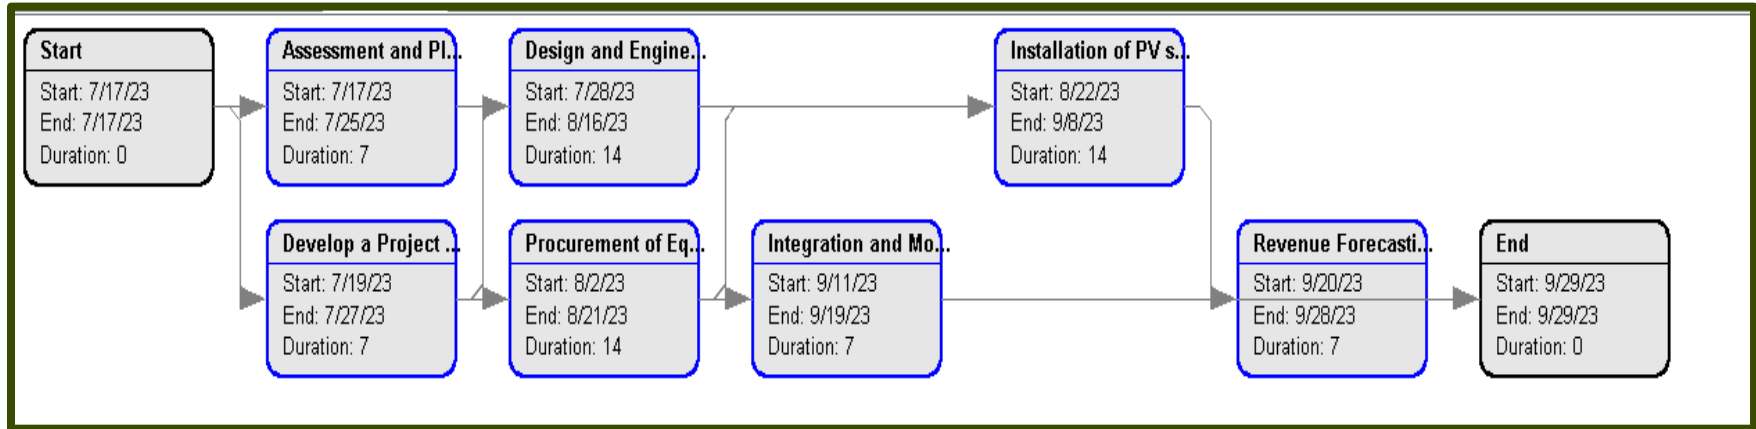 Start
Start: 7/17/23
End: 7/17/23
Duration: 0
Assessment and Pl...
Start: 7/17/23
End: 7/25/23
Duration: 7
Design and Engine...
Start: 7/28/23
End: 8/16/23
Duration: 14
Installation of PV s...
Start: 8/22/23
End: 9/8/23
Duration: 14
Develop a Project ...
Start: 7/19/23
End: 7/27/23
Duration: 7
Procurement of Eq...
Start: 8/2/23
End: 8/21/23
Duration: 14
Integration and Mo...
Start: 9/11/23
End: 9/19/23
Duration: 7
Revenue Forecasti...
Start: 9/20/23
End: 9/28/23
Duration: 7
End
Start: 9/29/23
End: 9/29/23
Duration: 0